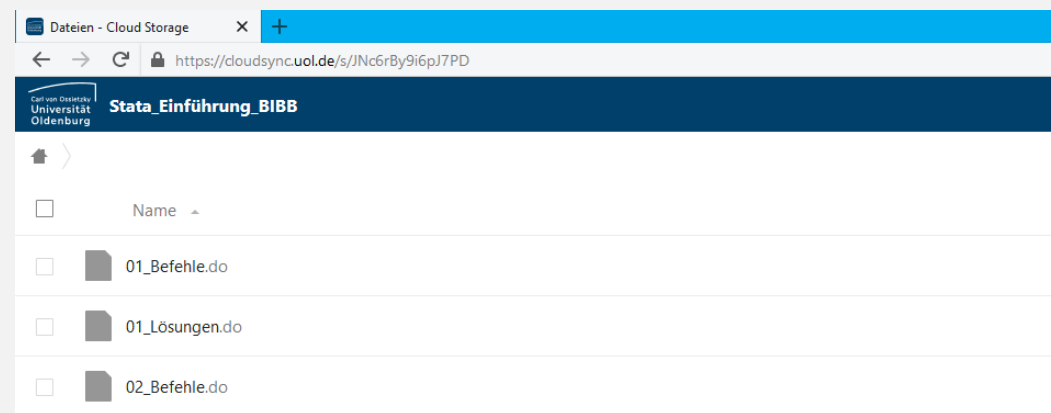 Dateien - Cloud Storage
https://cloudsync.uol.de/s/JNc6rBy9i6pJ7PD
Carl von Ossietzky
Universität
Oldenburg
Stata_Einführung_BIBB
Name
01_Befehle.do
01_Lösungen.do
02_Befehle.do